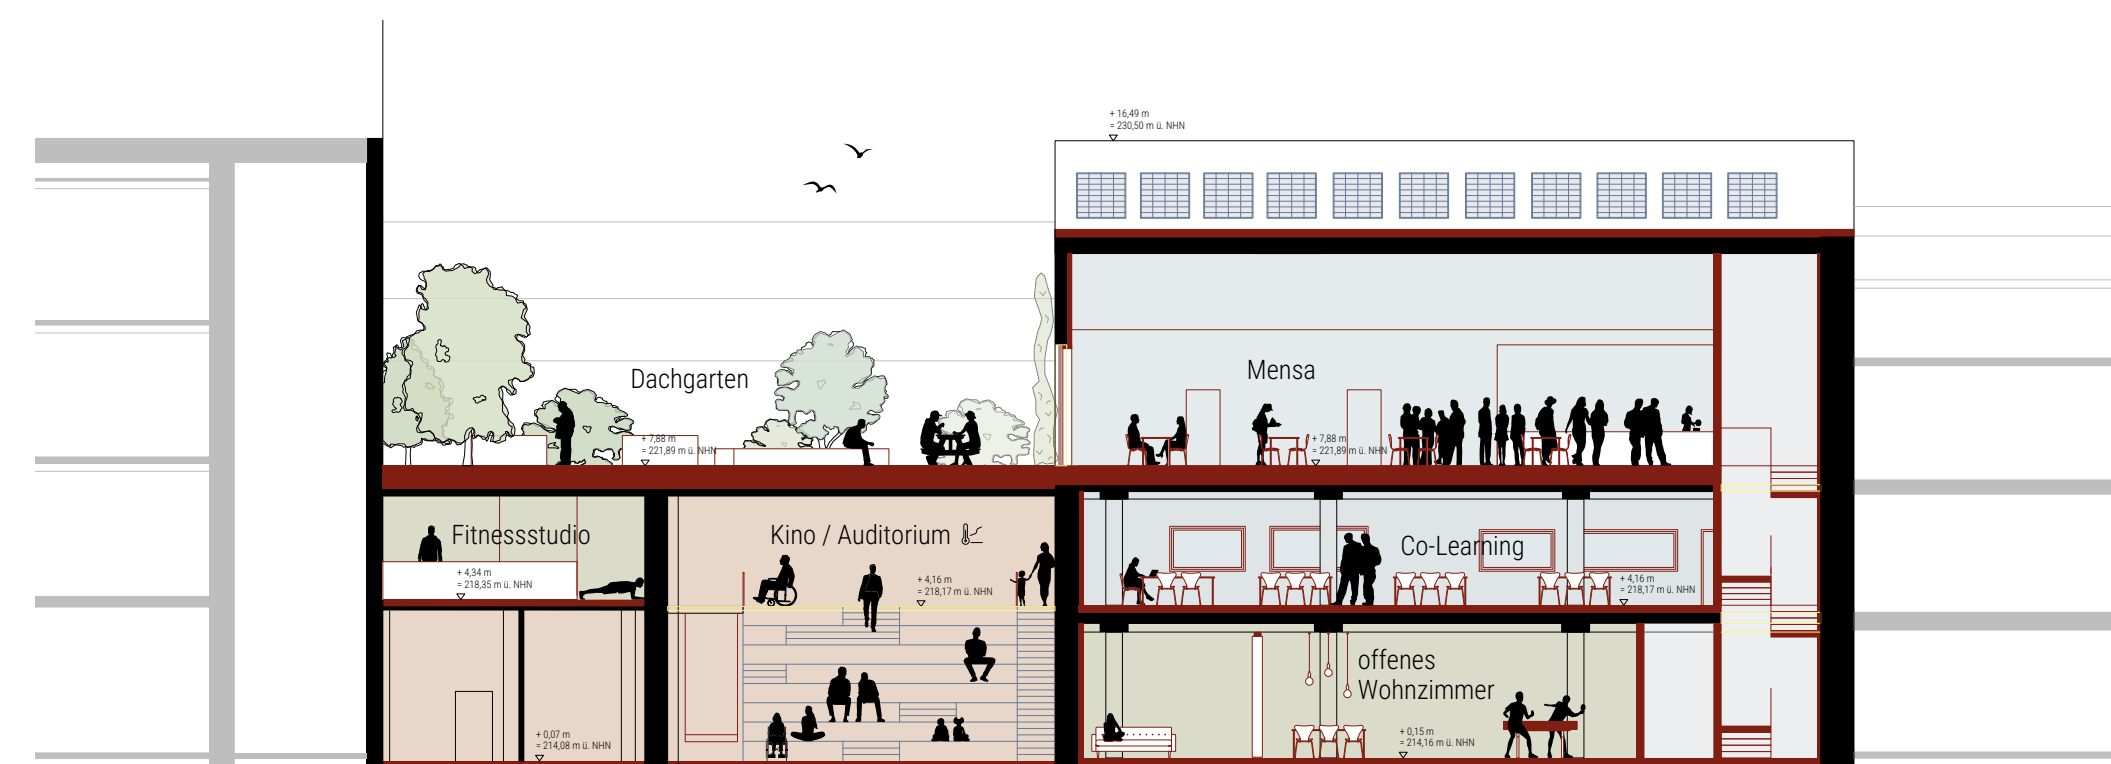 + 16,49 m
= 230,50 m ü. NHN
Dachgarten
+ 7,88 m
= 221,89 m ü. NHN
Mensa
+ 7,88 m
= 221,89 m ü. NHN
Fitnessstudio
+ 4,34 m
= 218,35 m ü. NHN
Kino / Auditorium
+ 4,16 m
= 218,17 m ü. NHN
Co-Learning
+ 4,16 m
= 218,17 m ü. NHN
+ 0,07 m
= 214,08 m ü. NHN
offenes
Wohnzimmer
+ 0,15 m
= 214,16 m ü. NHN